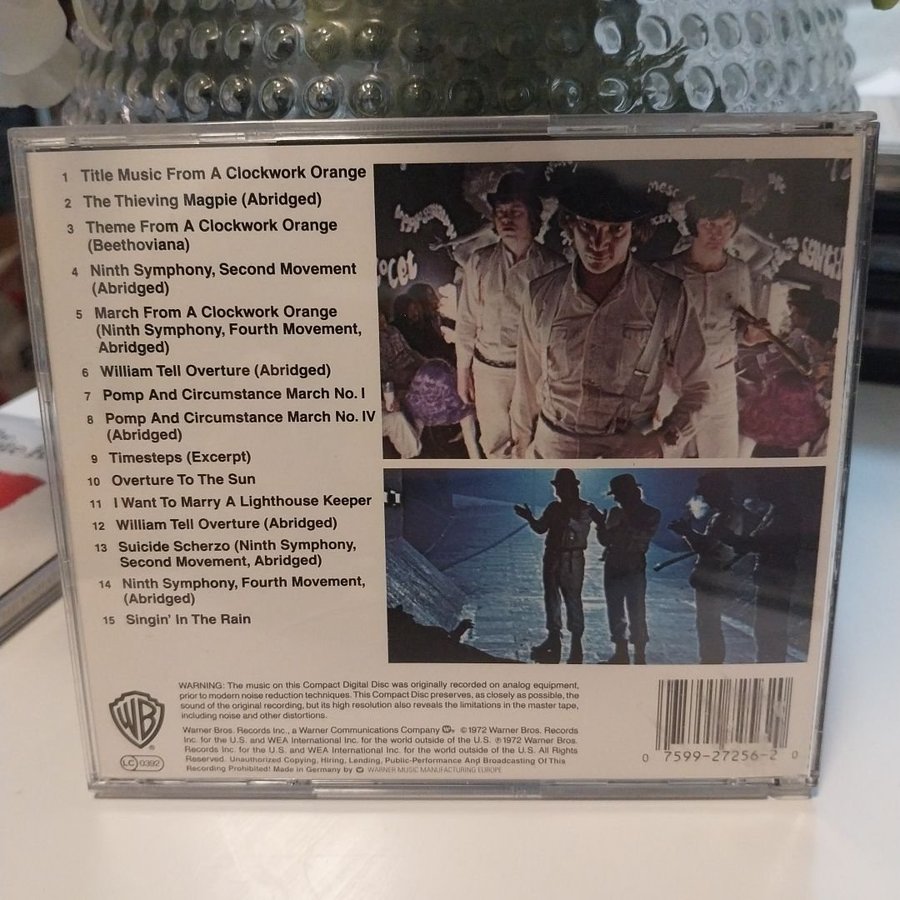 1 Title Music From A Clockwork Orange
2 The Thieving Magpie (Abridged)
3 Theme From A Clockwork Orange
(Beethoviana)
4 Ninth Symphony, Second Movement
(Abridged)
5 March From A Clockwork Orange
(Ninth Symphony, Fourth Movement,
Abridged)
6 William Tell Overture (Abridged)
7 Pomp And Circumstance March No. I
8 Pomp And Circumstance March No. IV
(Abridged)
9 Timesteps (Excerpt)
10 Overture To The Sun
11 I Want To Marry A Lighthouse Keeper
12 William Tell Overture (Abridged)
13 Suicide Scherzo (Ninth Symphony,
Second Movement, Abridged)
14 Ninth Symphony, Fourth Movement,
(Abridged)
15 Singin' In The Rain
WARNING: The music on this Compact Digital Disc was originally recorded on analog equipment,
prior to modern noise reduction techniques. This Compact Disc preserves, as closely as possible, the
sound of the original recording, but its high resolution also reveals the limitations in the master tape,
including noise and other distortions.
Warner Bros. Records Inc., a Warner Communications Company ©1972 Warner Bros. Records
Inc. for the U.S. and WEA International Inc. for the world outside of the U.S. ℗ 1972 Warner Bros.
Records Inc. for the U.S. and WEA International Inc. for the world outside of the U.S. All Rights
Reserved. Unauthorized Copying, Hiring, Lending, Public-Performance And Broadcasting Of This
Recording Prohibited! Made in Germany by WARNER MUSIC MANUFACTURING EUROPE
WB
LC 0392
0 7599-27256-2 0